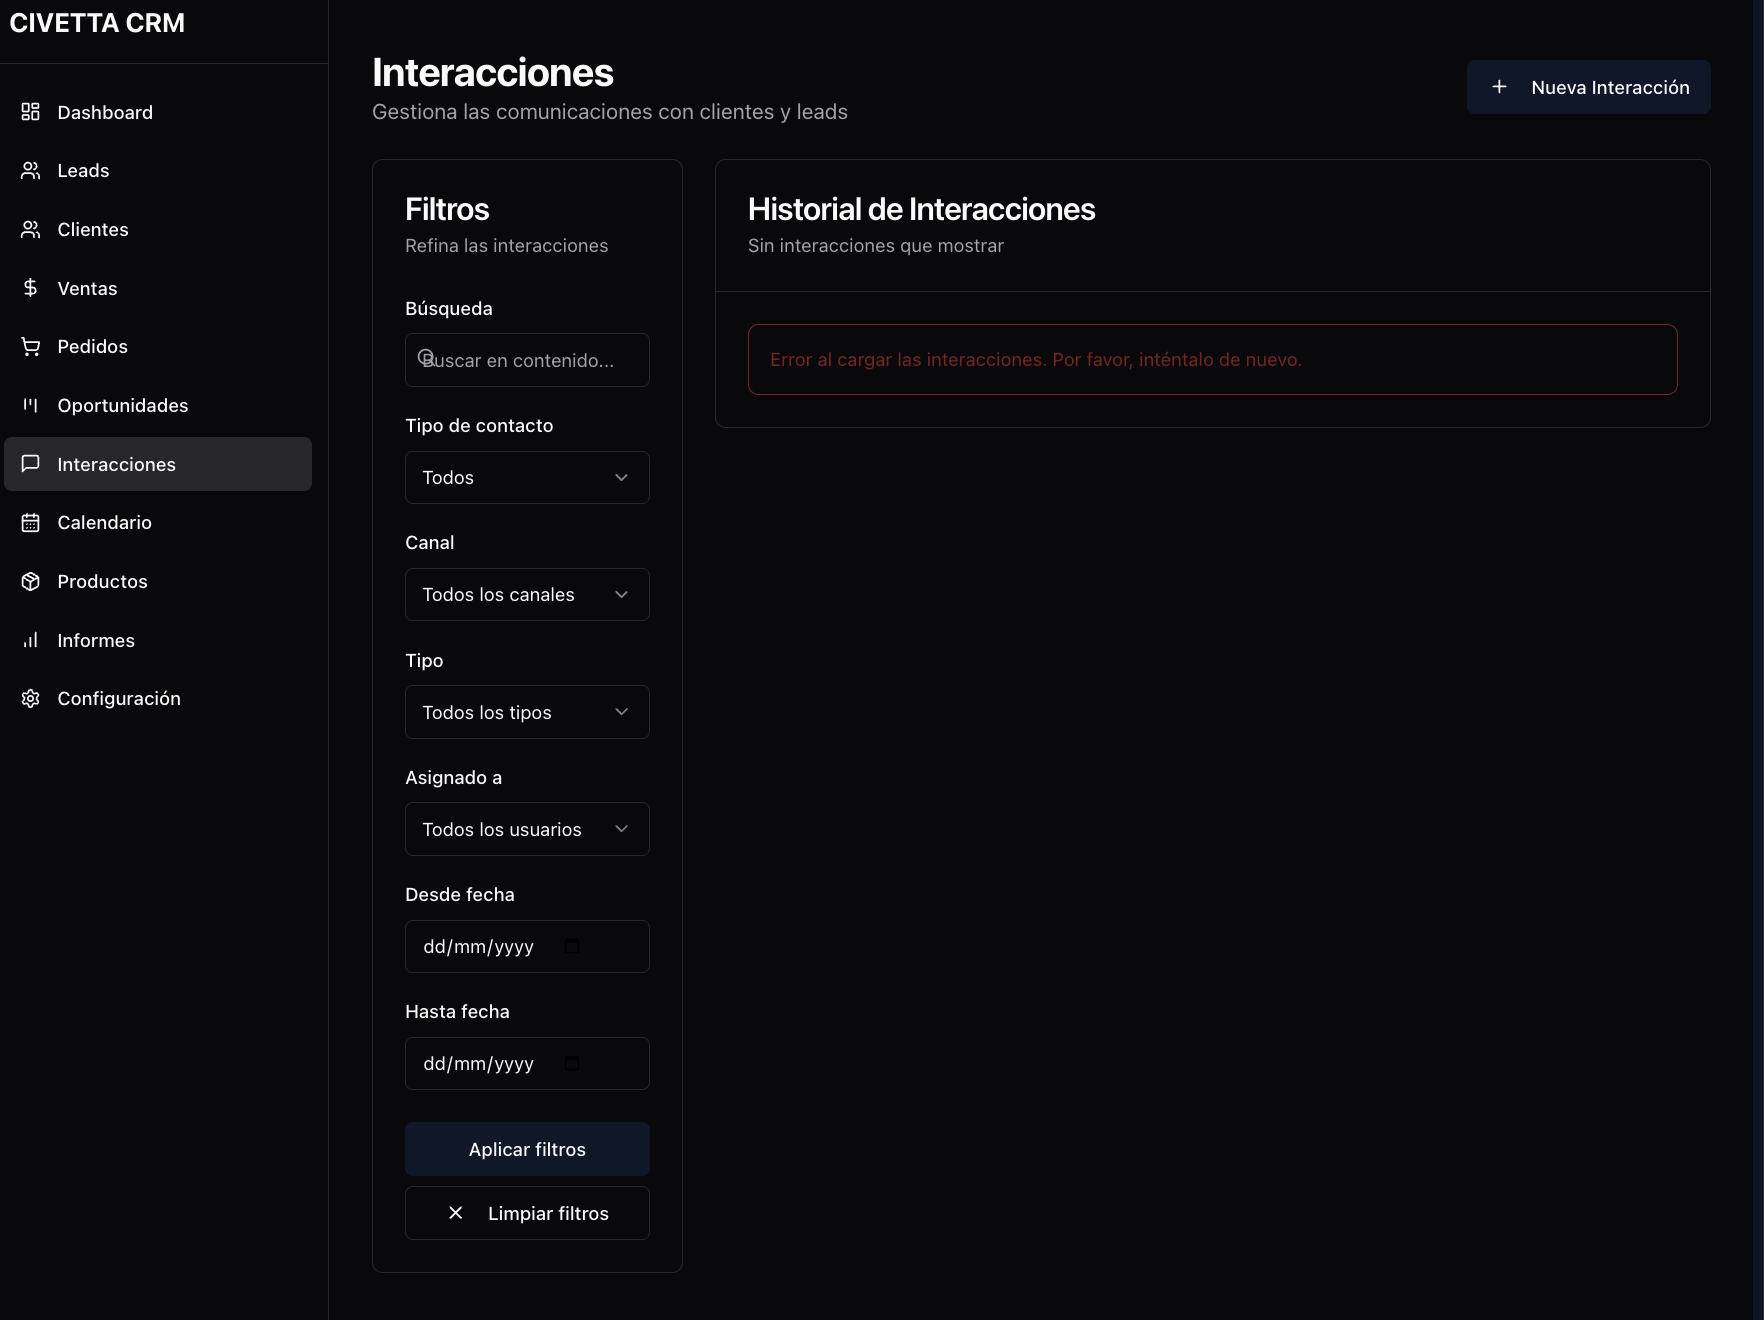 CIVETTA CRM
Dashboard
Leads
Clientes
Ventas
Pedidos
Oportunidades
Interacciones
Calendario
Productos
Informes
Configuración
Interacciones
Gestiona las comunicaciones con clientes y leads
Nueva Interacción
Filtros
Refina las interacciones
Búsqueda
Buscar en contenido...
Tipo de contacto
Todos
Canal
Todos los canales
Tipo
Todos los tipos
Asignado a
Todos los usuarios
Desde fecha
dd/mm/yyyy
Hasta fecha
dd/mm/yyyy
Aplicar filtros
Limpiar filtros
Historial de Interacciones
Sin interacciones que mostrar
Error al cargar las interacciones. Por favor, inténtalo de nuevo.